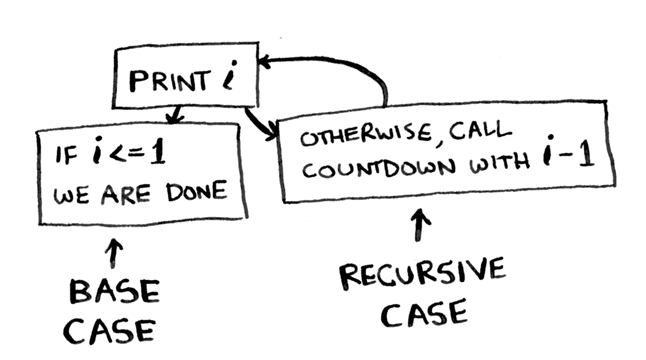 PRINT i
IF i<=1
WE ARE DONE
OTHERWISE, CALL
COUNTDOWN WITH i-1
BASE
CASE
RECURSIVE
CASE